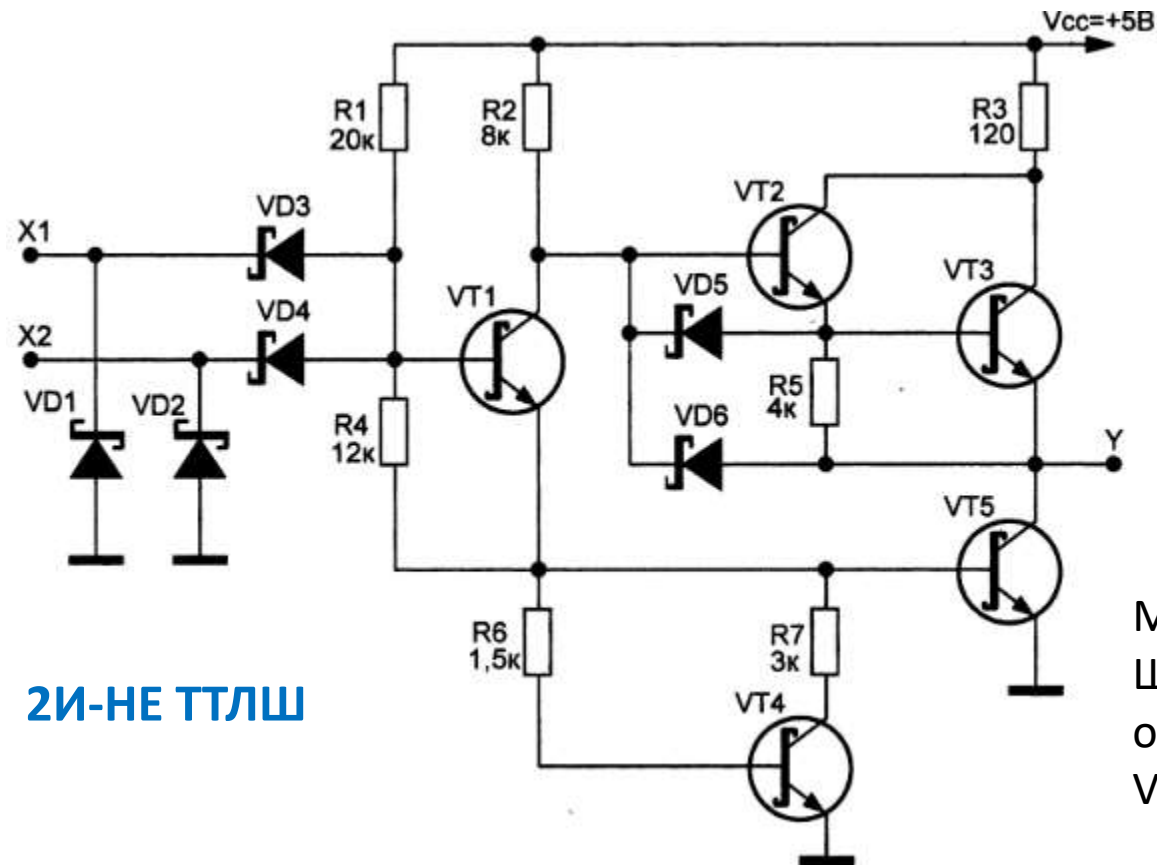 Vcc=+5В
R1
20к
R2
8к
R3
120
VT2
X1
VD3
VT1
VD5
VT3
X2
VD4
VD1
VD2
R4
12к
VD6
R5
4к
Y
VT5
R6
1,5к
R7
3к
VT4
2И-НЕ ТТЛШ
М
Ш
о
V